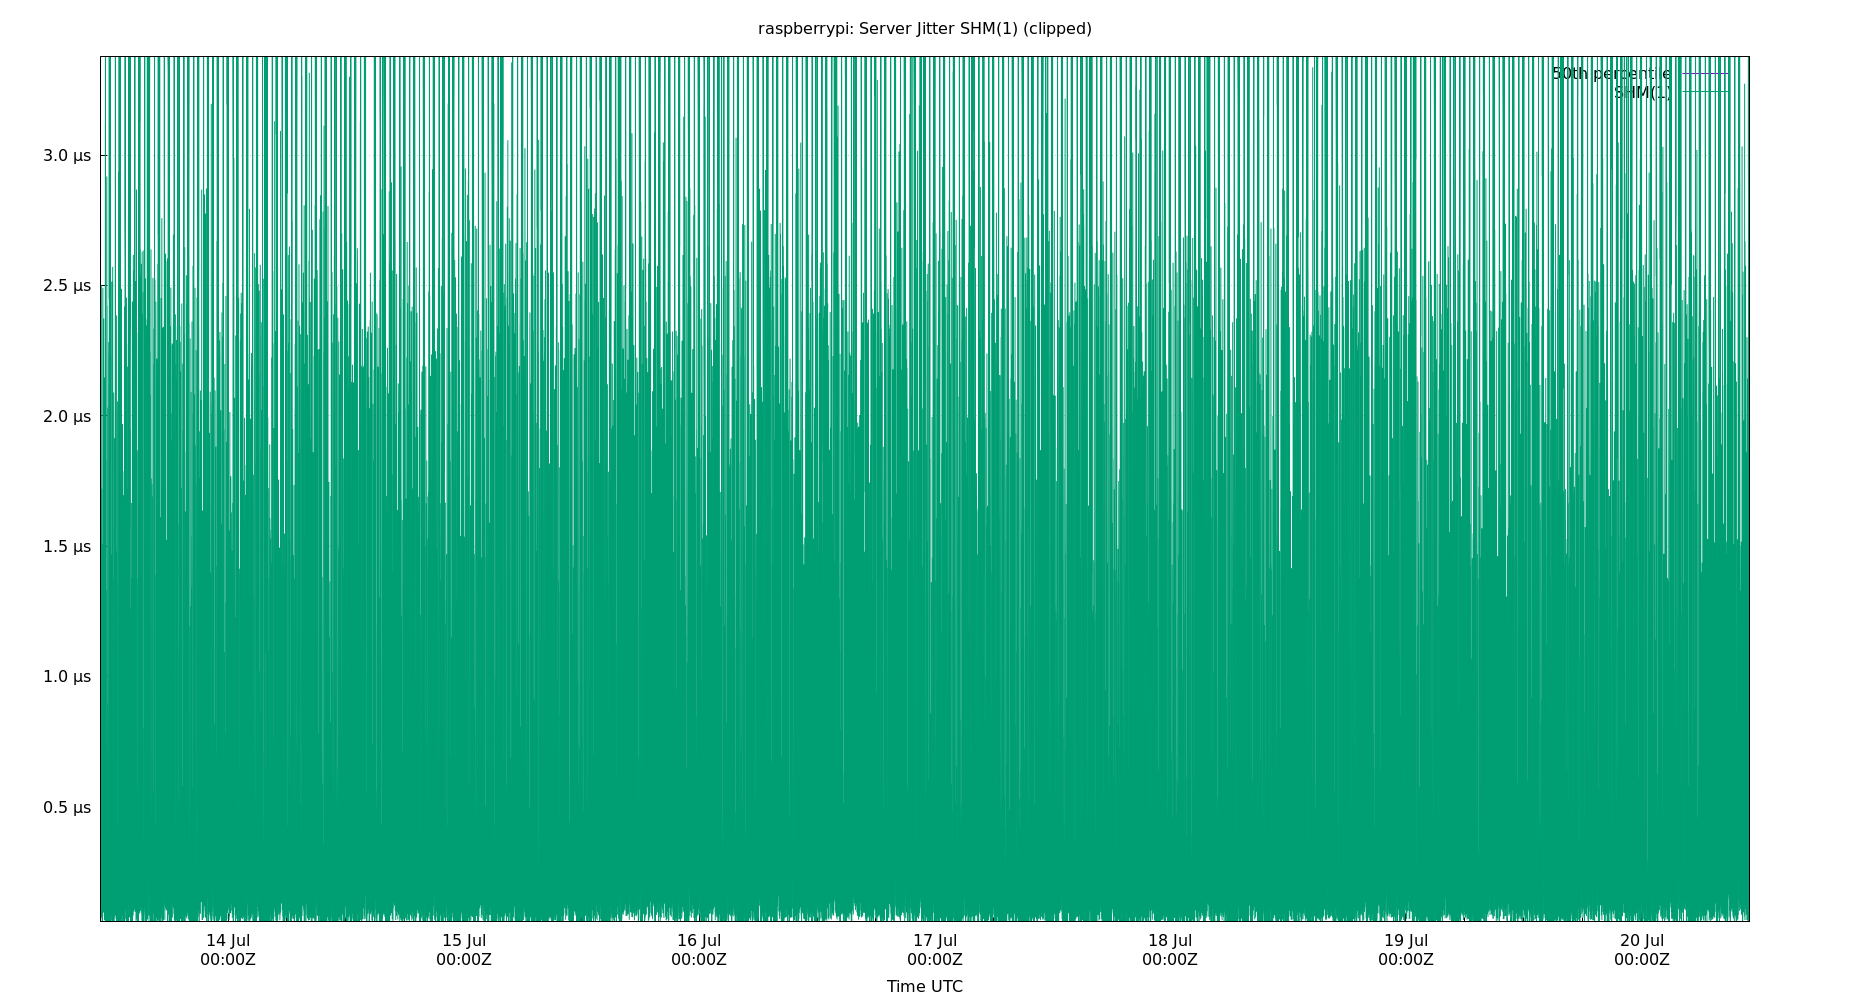 raspberrypi: Server Jitter SHM(1) (clipped)
50th percentile
SHM(1)
3.0 µs
2.5 µs
2.0 µs
1.5 µs
1.0 µs
0.5 µs
14 Jul 15 Jul 16 Jul 17 Jul 18 Jul 19 Jul 20 Jul
00:00Z 00:00Z 00:00Z 00:00Z 00:00Z 00:00Z 00:00Z
Time UTC